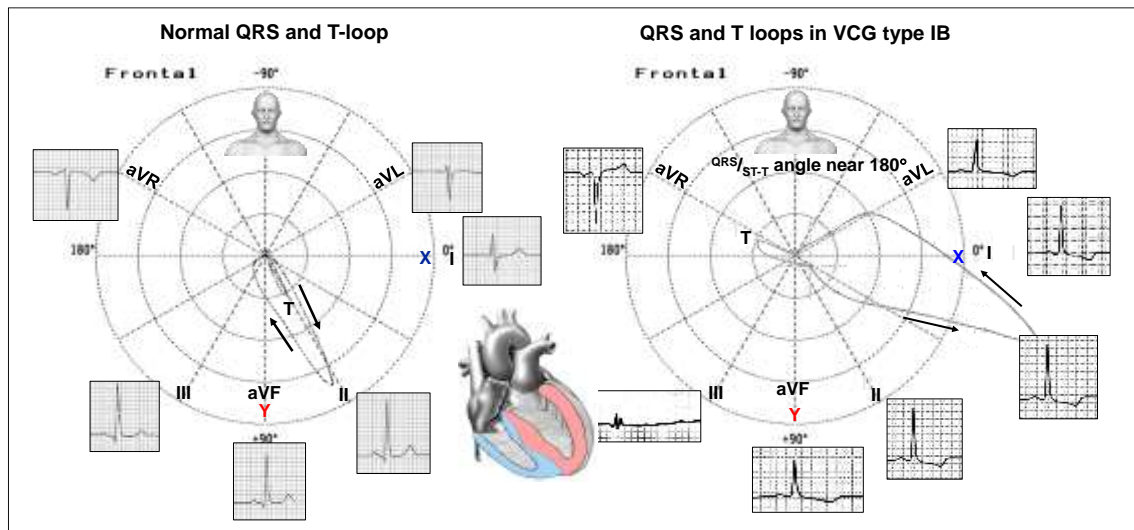 Normal QRS and T-loop
Frontal
-90°
aVR
aVL
180°
X
0°
I
T
III
aVF
II
Y
+90°
QRS and T loops in VCG type IB
Frontal
-90°
QRS/ST-T angle near 180°
aVR
aVL
T
180°
X
0°
I
III
aVF
II
Y
+90°